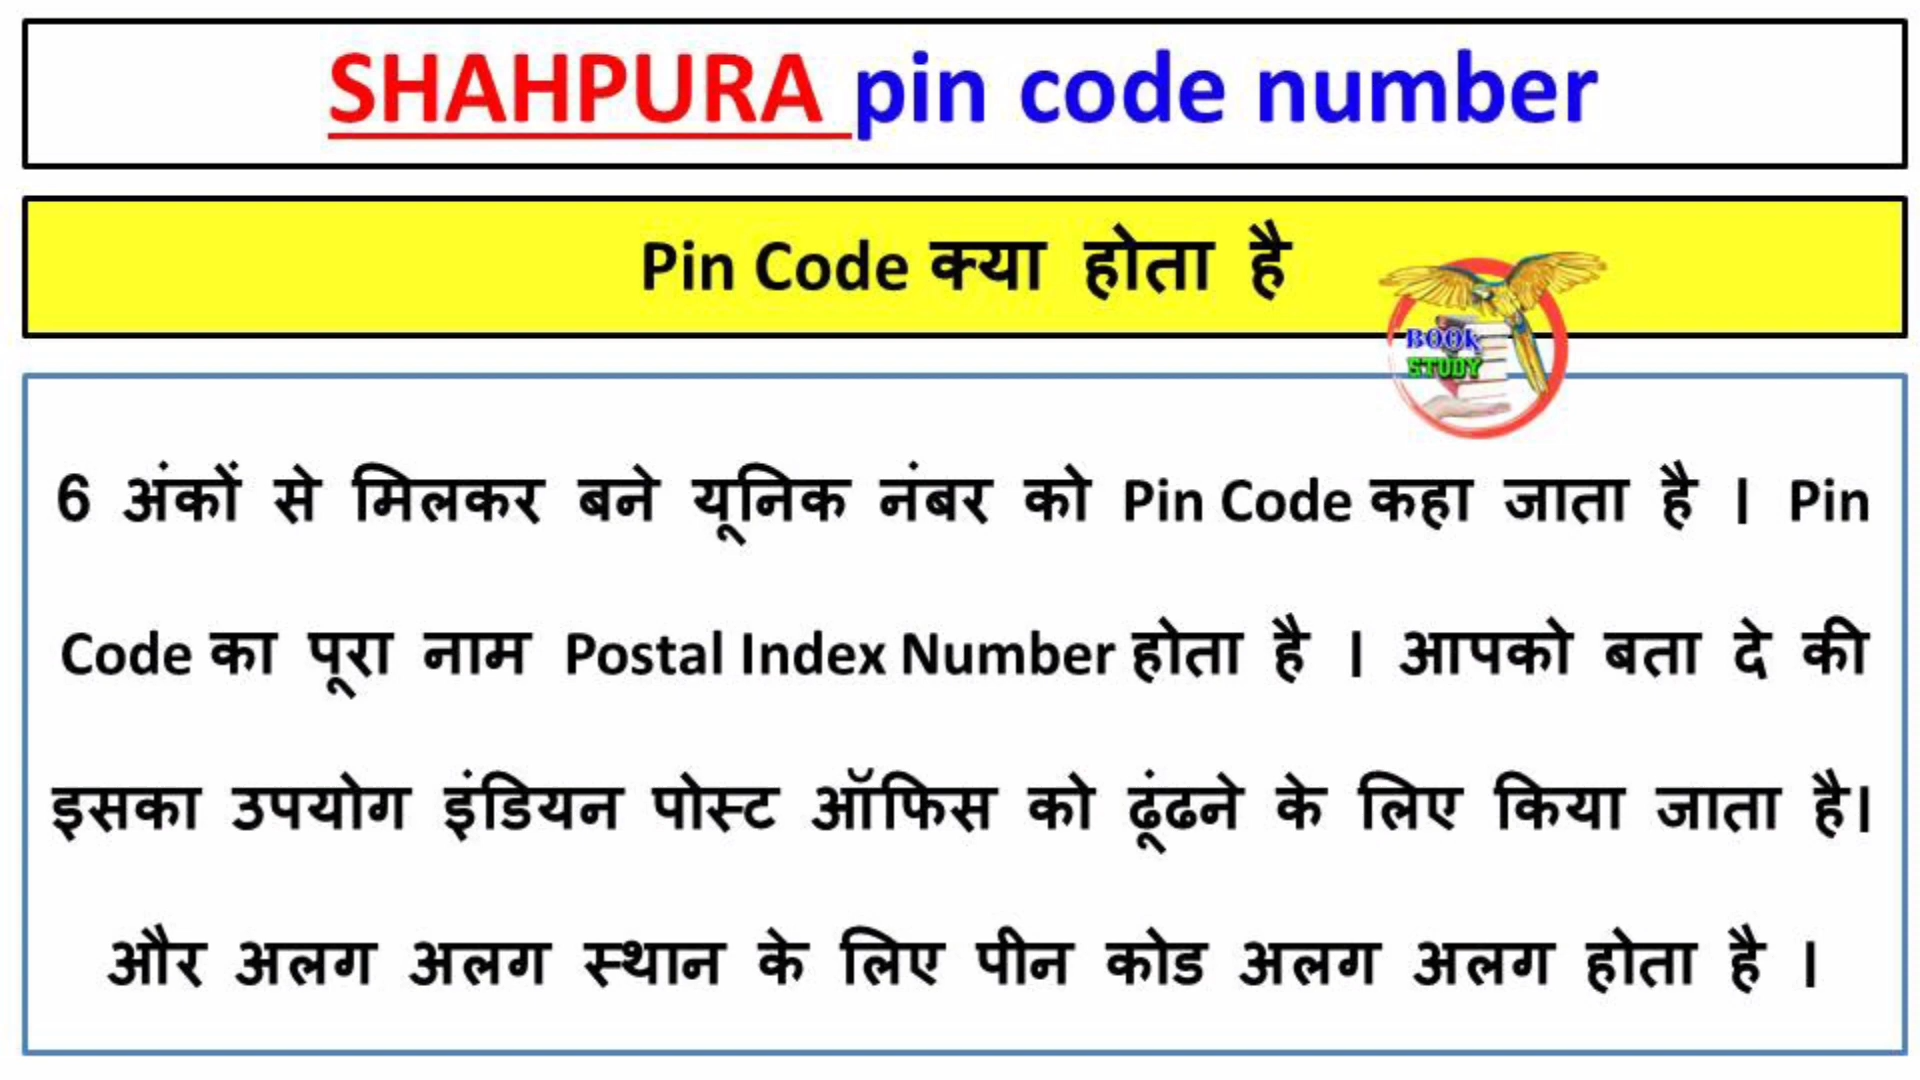 SHAHPURA pin code number
Pin Code क्या होता है
BOOK
STUDY
6 अंकों से मिलकर बने यूनिक नंबर को Pin Code कहा जाता है । Pin
Code का पूरा नाम Postal Index Number होता है । आपको बता दे की
इसका उपयोग इंडियन पोस्ट ऑफिस को ढूंढने के लिए किया जाता है।
और अलग अलग स्थान के लिए पीन कोड अलग अलग होता है ।